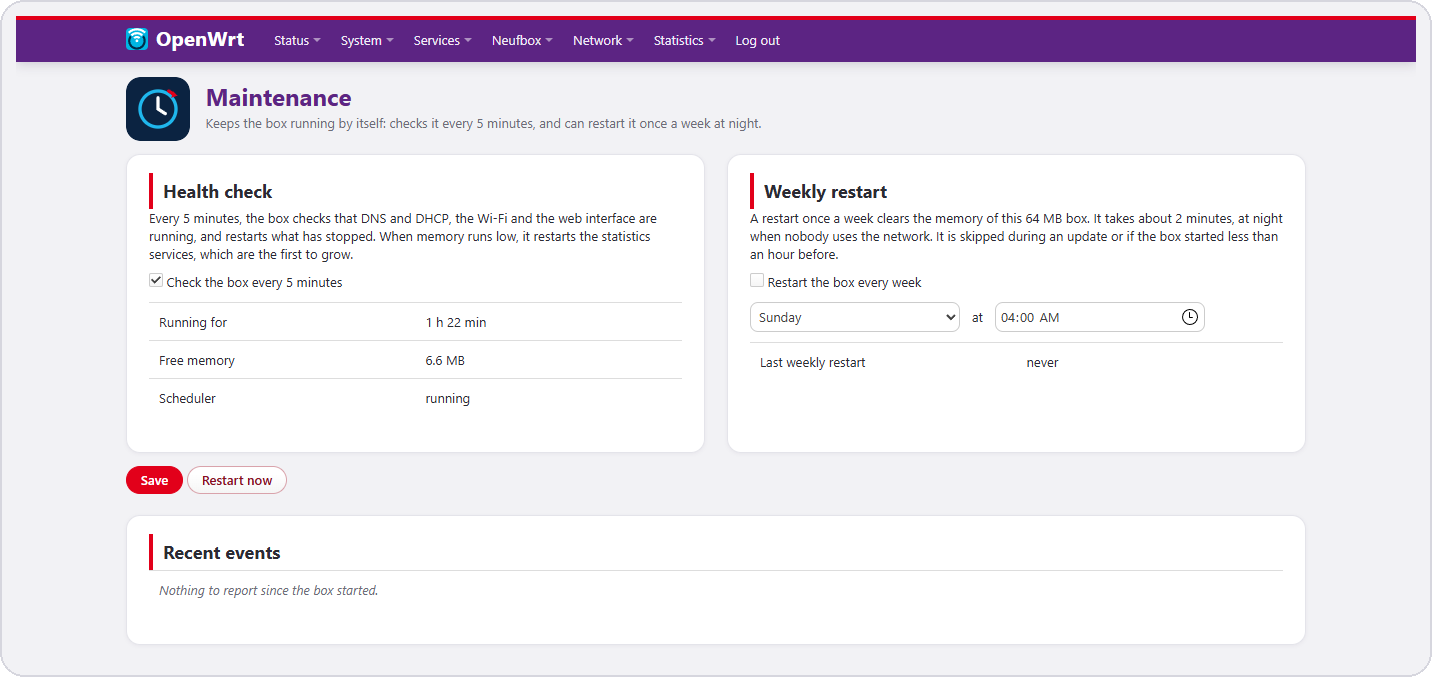 OpenWrt Status System Services Neufbox Network Statistics Log out
Maintenance
Keeps the box running by itself: checks it every 5 minutes, and can restart it once a week at night.
Health check
Every 5 minutes, the box checks that DNS and DHCP, the Wi-Fi and the web interface are
running, and restarts what has stopped. When memory runs low, it restarts the statistics
services, which are the first to grow.
Check the box every 5 minutes
Running for 1 h 22 min
Free memory 6.6 MB
Scheduler running
Weekly restart
A restart once a week clears the memory of this 64 MB box. It takes about 2 minutes, at night
when nobody uses the network. It is skipped during an update or if the box started less than
an hour before.
Restart the box every week
Sunday at 04:00 AM
Last weekly restart never
Save Restart now
Recent events
Nothing to report since the box started.